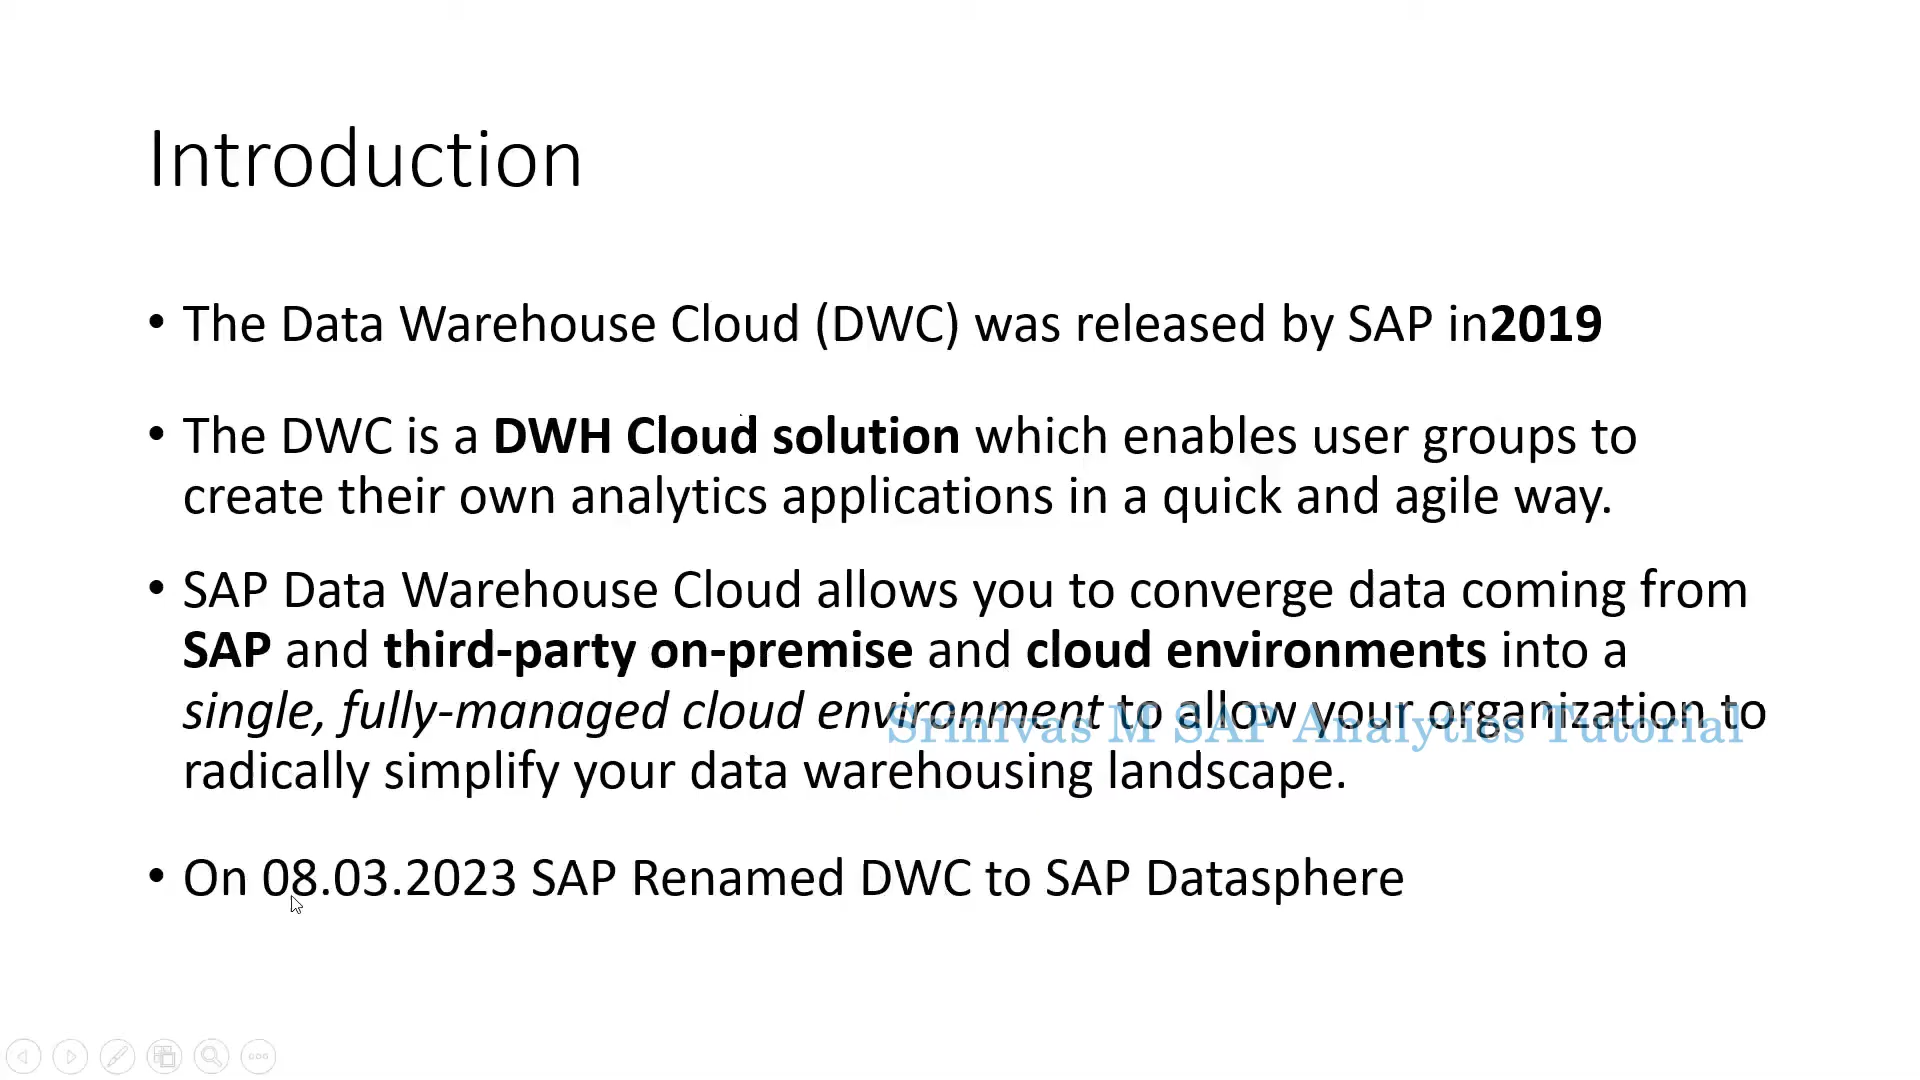 Introduction
• The Data Warehouse Cloud (DWC) was released by SAP in2019
• The DWC is a DWH Cloud solution which enables user groups to
create their own analytics applications in a quick and agile way.
• SAP Data Warehouse Cloud allows you to converge data coming from
SAP and third-party on-premise and cloud environments into a
single, fully-managed cloud environment to allow your organization to
Srinivas M SAP Analytics Tutorial
radically simplify your data warehousing landscape.
• On 08.03.2023 SAP Renamed DWC to SAP Datasphere